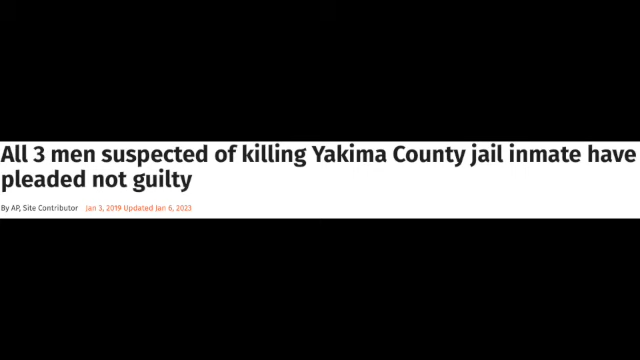 All 3 men suspected of killing Yakima County jail inmate have
pleaded not guilty
By AP, Site Contributor Jan 3, 2019 Updated Jan 6, 2023